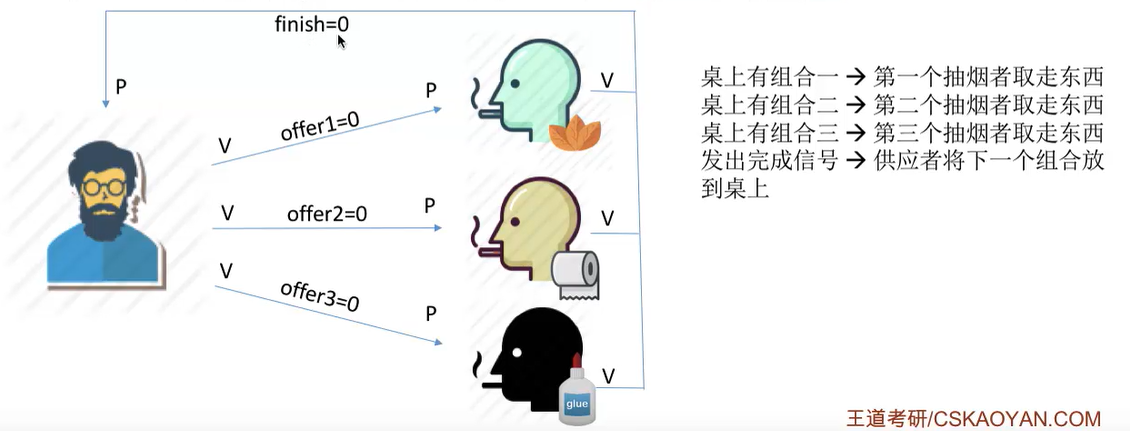 finish=0
P
V
offer1=0
P
V
V
offer2=0
P
V
V
offer3=0
P
V
glue
桌上有组合一 → 第一个抽烟者取走东西
桌上有组合二 → 第二个抽烟者取走东西
桌上有组合三 → 第三个抽烟者取走东西
发出完成信号 → 供应者将下一个组合放
到桌上
王道考研/CSKAOYAN.COM